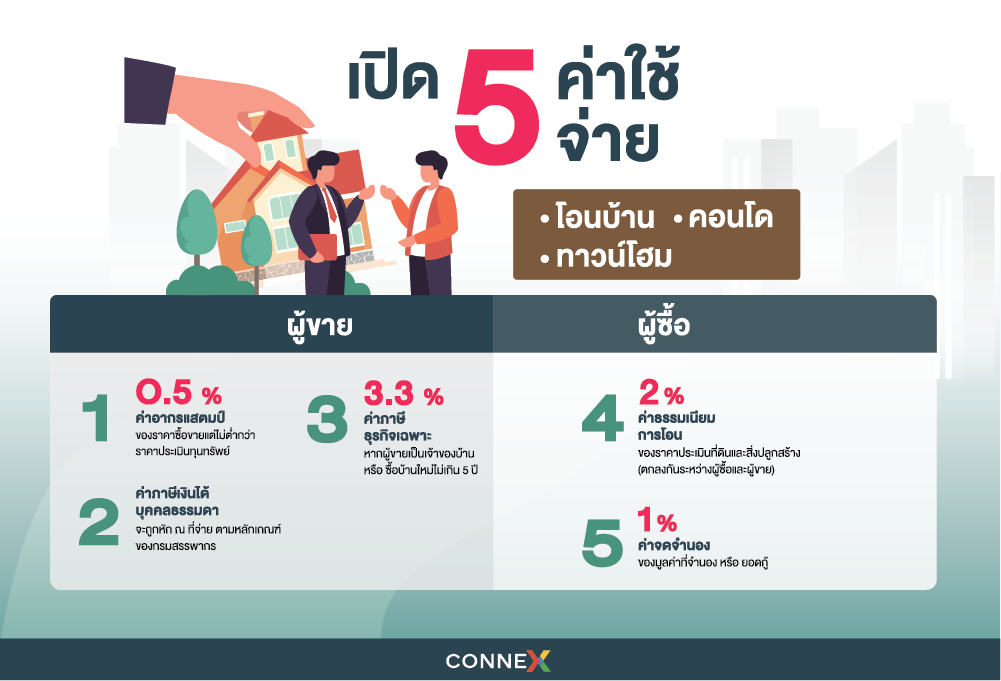 เปิด 5 ค่าใช้
จ่าย
• โอนบ้าน • คอนโด
• ทาวน์โฮม
ผู้ขาย
1
0.5 %
ค่าอากรแสตมป์
ของราคาซื้อขายแต่ไม่ต่ำกว่า
ราคาประเมินทุนทรัพย์
2
ค่าภาษีเงินได้
บุคคลธรรมดา
จะถูกหัก ณ ที่จ่าย ตามหลักเกณฑ์
ของกรมสรรพากร
3
3.3 %
ค่าภาษี
ธุรกิจเฉพาะ
หากผู้ขายเป็นเจ้าของบ้าน
หรือ ซื้อบ้านใหม่ไม่เกิน 5 ปี
ผู้ซื้อ
4
2 %
ค่าธรรมเนียม
การโอน
ของราคาประเมินที่ดินและสิ่งปลูกสร้าง
(ตกลงกันระหว่างผู้ซื้อและผู้ขาย)
5
1 %
ค่าจดจำนอง
ของมูลค่าที่จำนอง หรือ ยอดกู้
CONNEX